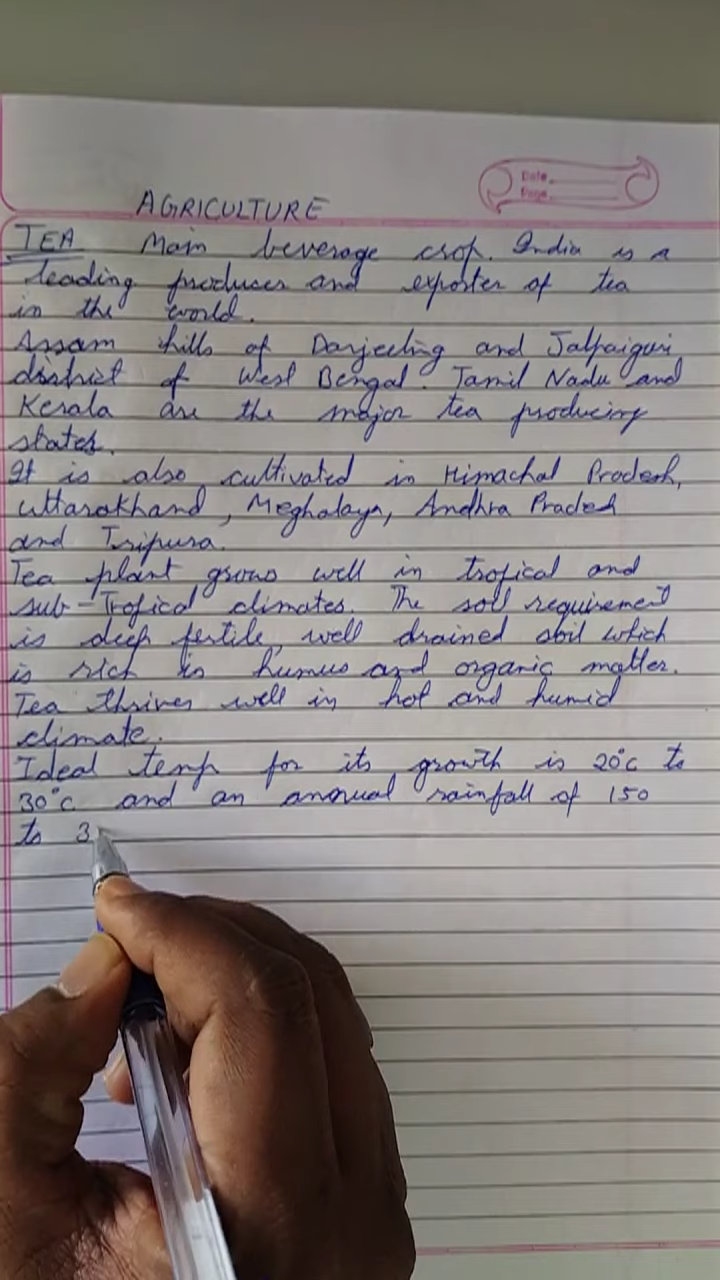 Date
Page
AGRICULTURE
TEA Main beverage crop. India is a
leading producer and exporter of tea
in the world.
Assam hills of Darjeeling and Jalpaiguri
district of West Bengal. Tamil Nadu and
Kerala are the major tea producing
states.
It is also cultivated in Himachal Pradesh,
Uttarakhand, Meghalaya, Andhra Pradesh
and Tripura.
Tea plant grows well in tropical and
sub-Tropical climates. The soil requirement
is deep fertile, well drained soil which
is rich in humus and organic matter.
Tea thrives well in hot and humid
climate.
Ideal temp for its growth is 20°c to
30°c and an annual rainfall of 150
to 3